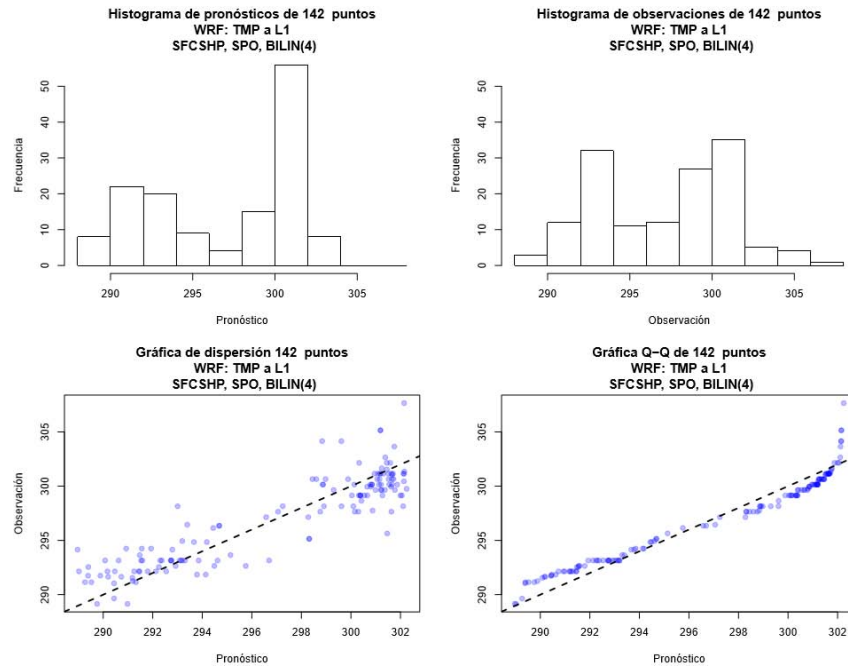 Histograma de pronósticos de 142 puntos
WRF: TMP a L1
SFCSHP, SPO, BILIN(4)
Frecuencia
50
40
30
20
10
0
290 295 300 305
Pronóstico
Histograma de observaciones de 142 puntos
WRF: TMP a L1
SFCSHP, SPO, BILIN(4)
Frecuencia
50
40
30
20
10
0
290 295 300 305
Observación
Gráfica de dispersión 142 puntos
WRF: TMP a L1
SFCSHP, SPO, BILIN(4)
Observación
305
300
295
290
290 292 294 296 298 300 302
Pronóstico
Gráfica Q−Q de 142 puntos
WRF: TMP a L1
SFCSHP, SPO, BILIN(4)
Observación
305
300
295
290
290 292 294 296 298 300 302
Pronóstico